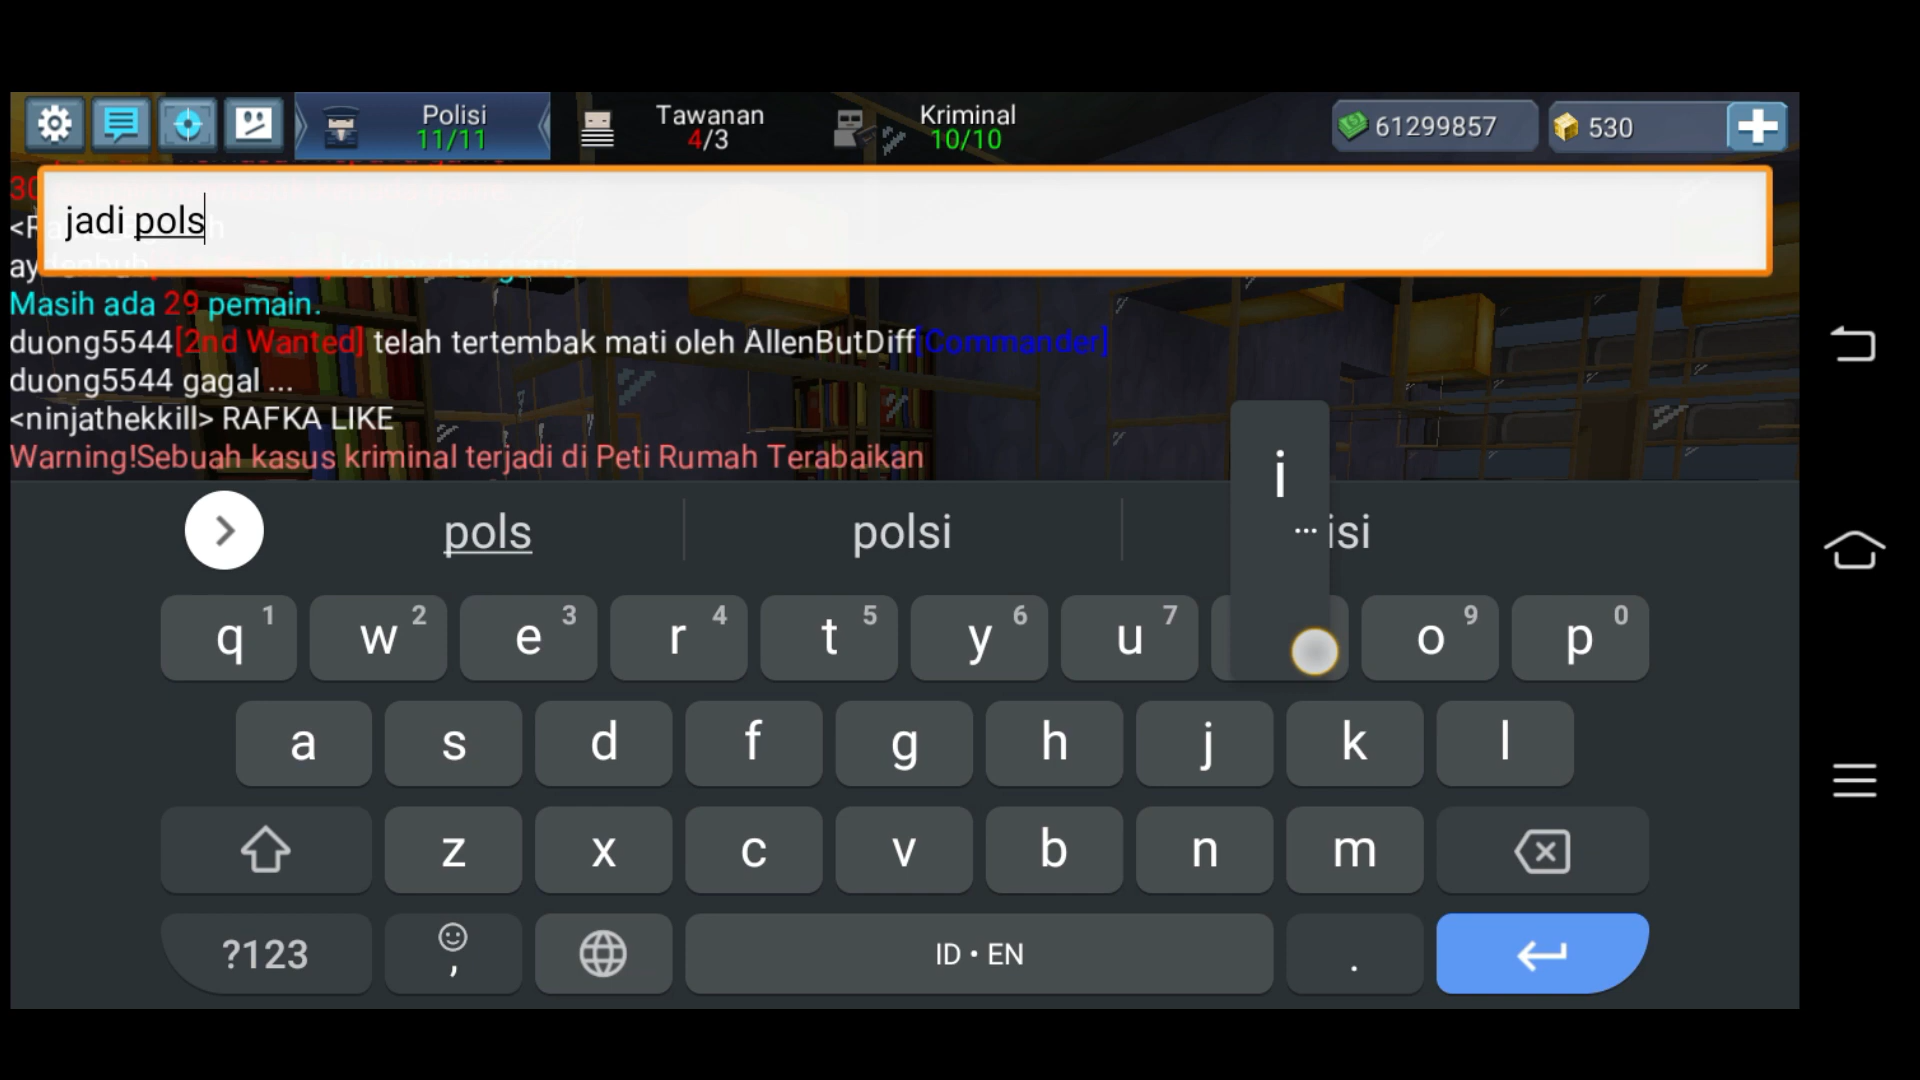 Polisi
11/11
Tawanan
4/3
Kriminal
10/10
61299857
530
30
jadi pols
Masih ada 29 pemain.
duong5544[2nd Wanted] telah tertembak mati oleh AllenButDiff[Commander]
duong5544 gagal ...
<ninjathekkill> RAFKA LIKE
Warning!Sebuah kasus kriminal terjadi di Peti Rumah Terabaikan
pols
polsi
isi
i
...
q 1 w 2 e 3 r 4 t 5 y 6 u 7 o 9 p 0
a s d f g h j k l
z x c v b n m
?123 , ID • EN .